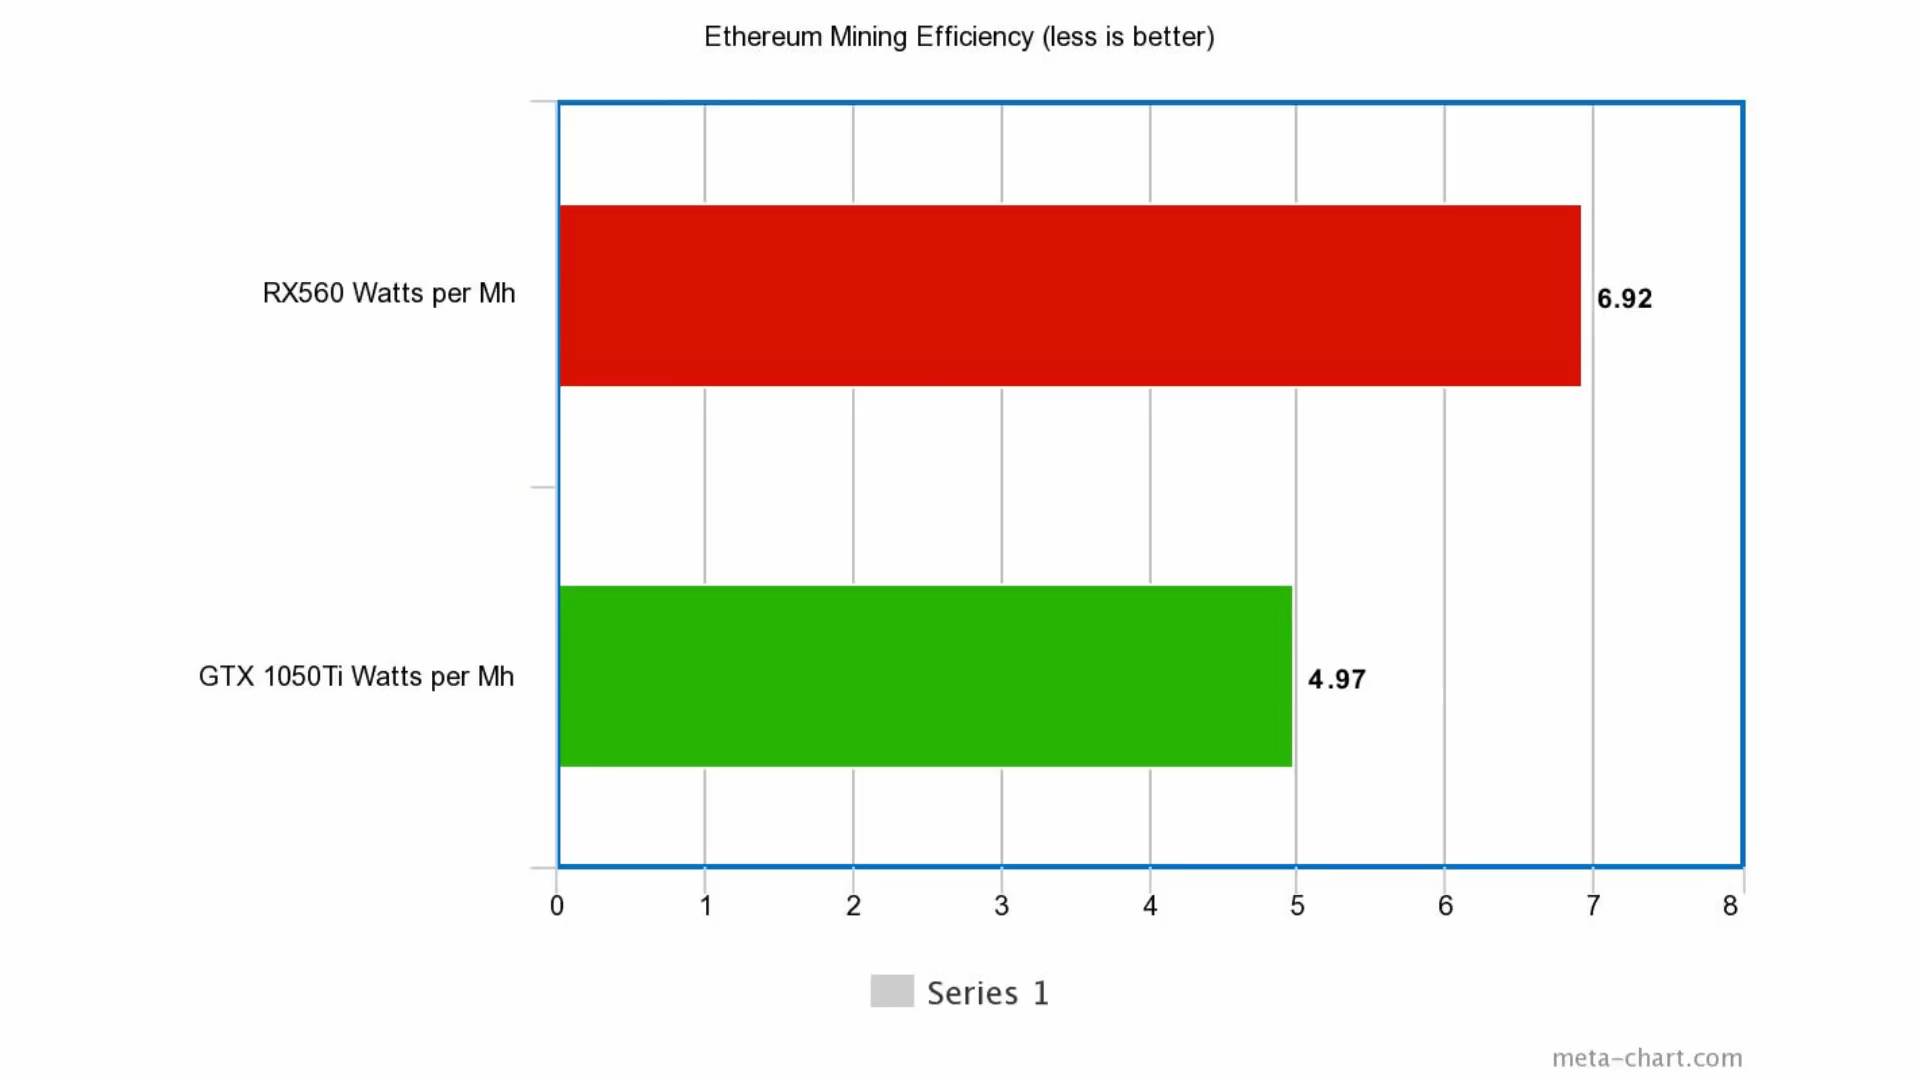 Ethereum Mining Efficiency (less is better)
RX560 Watts per Mh
6.92
GTX 1050Ti Watts per Mh
4.97
0 1 2 3 4 5 6 7 8
Series 1
meta-chart.com